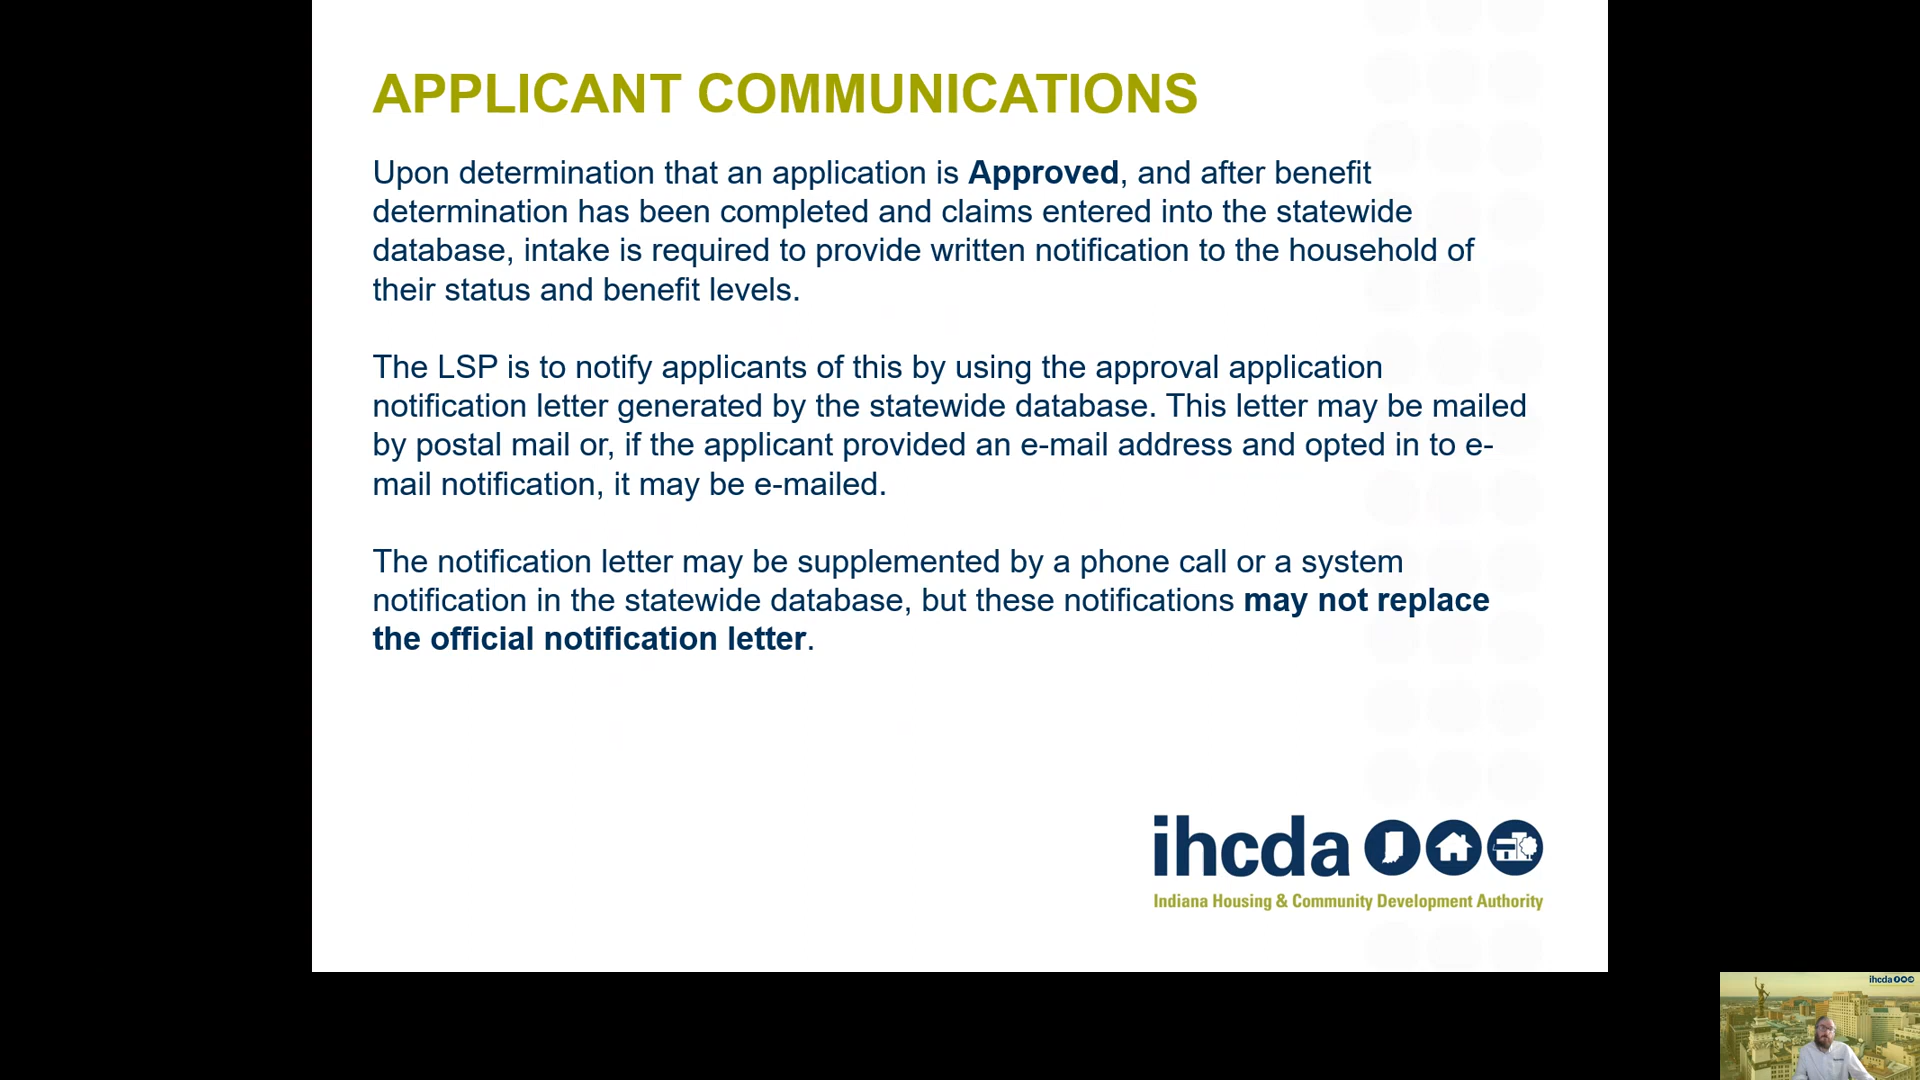 APPLICANT COMMUNICATIONS
Upon determination that an application is Approved, and after benefit
determination has been completed and claims entered into the statewide
database, intake is required to provide written notification to the household of
their status and benefit levels.
The LSP is to notify applicants of this by using the approval application
notification letter generated by the statewide database. This letter may be mailed
by postal mail or, if the applicant provided an e-mail address and opted in to e-
mail notification, it may be e-mailed.
The notification letter may be supplemented by a phone call or a system
notification in the statewide database, but these notifications may not replace
the official notification letter.
ihcda
Indiana Housing & Community Development Authority
ihcda